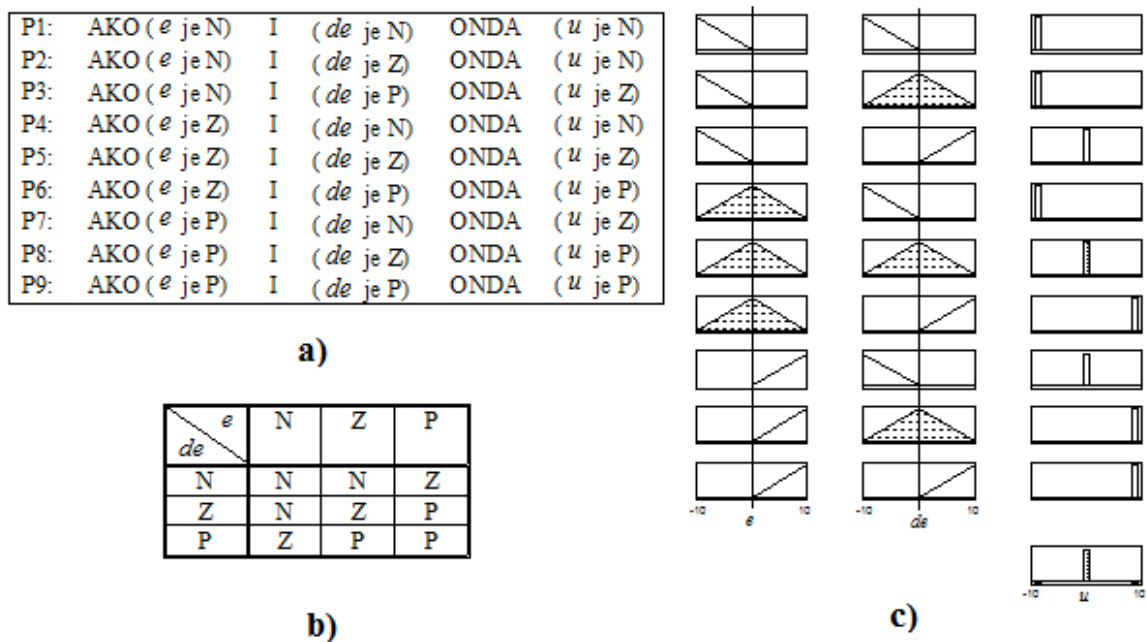 P1: AKO ( e je N) I ( de je N) ONDA ( u je N)
P2: AKO ( e je N) I ( de je Z) ONDA ( u je N)
P3: AKO ( e je N) I ( de je P) ONDA ( u je Z)
P4: AKO ( e je Z) I ( de je N) ONDA ( u je N)
P5: AKO ( e je Z) I ( de je Z) ONDA ( u je Z)
P6: AKO ( e je Z) I ( de je P) ONDA ( u je P)
P7: AKO ( e je P) I ( de je N) ONDA ( u je Z)
P8: AKO ( e je P) I ( de je Z) ONDA ( u je P)
P9: AKO ( e je P) I ( de je P) ONDA ( u je P)
a)
e N Z P
de
N N N Z
Z N Z P
P Z P P
b)
-10 e 10 -10 de 10
-10 u 10
c)